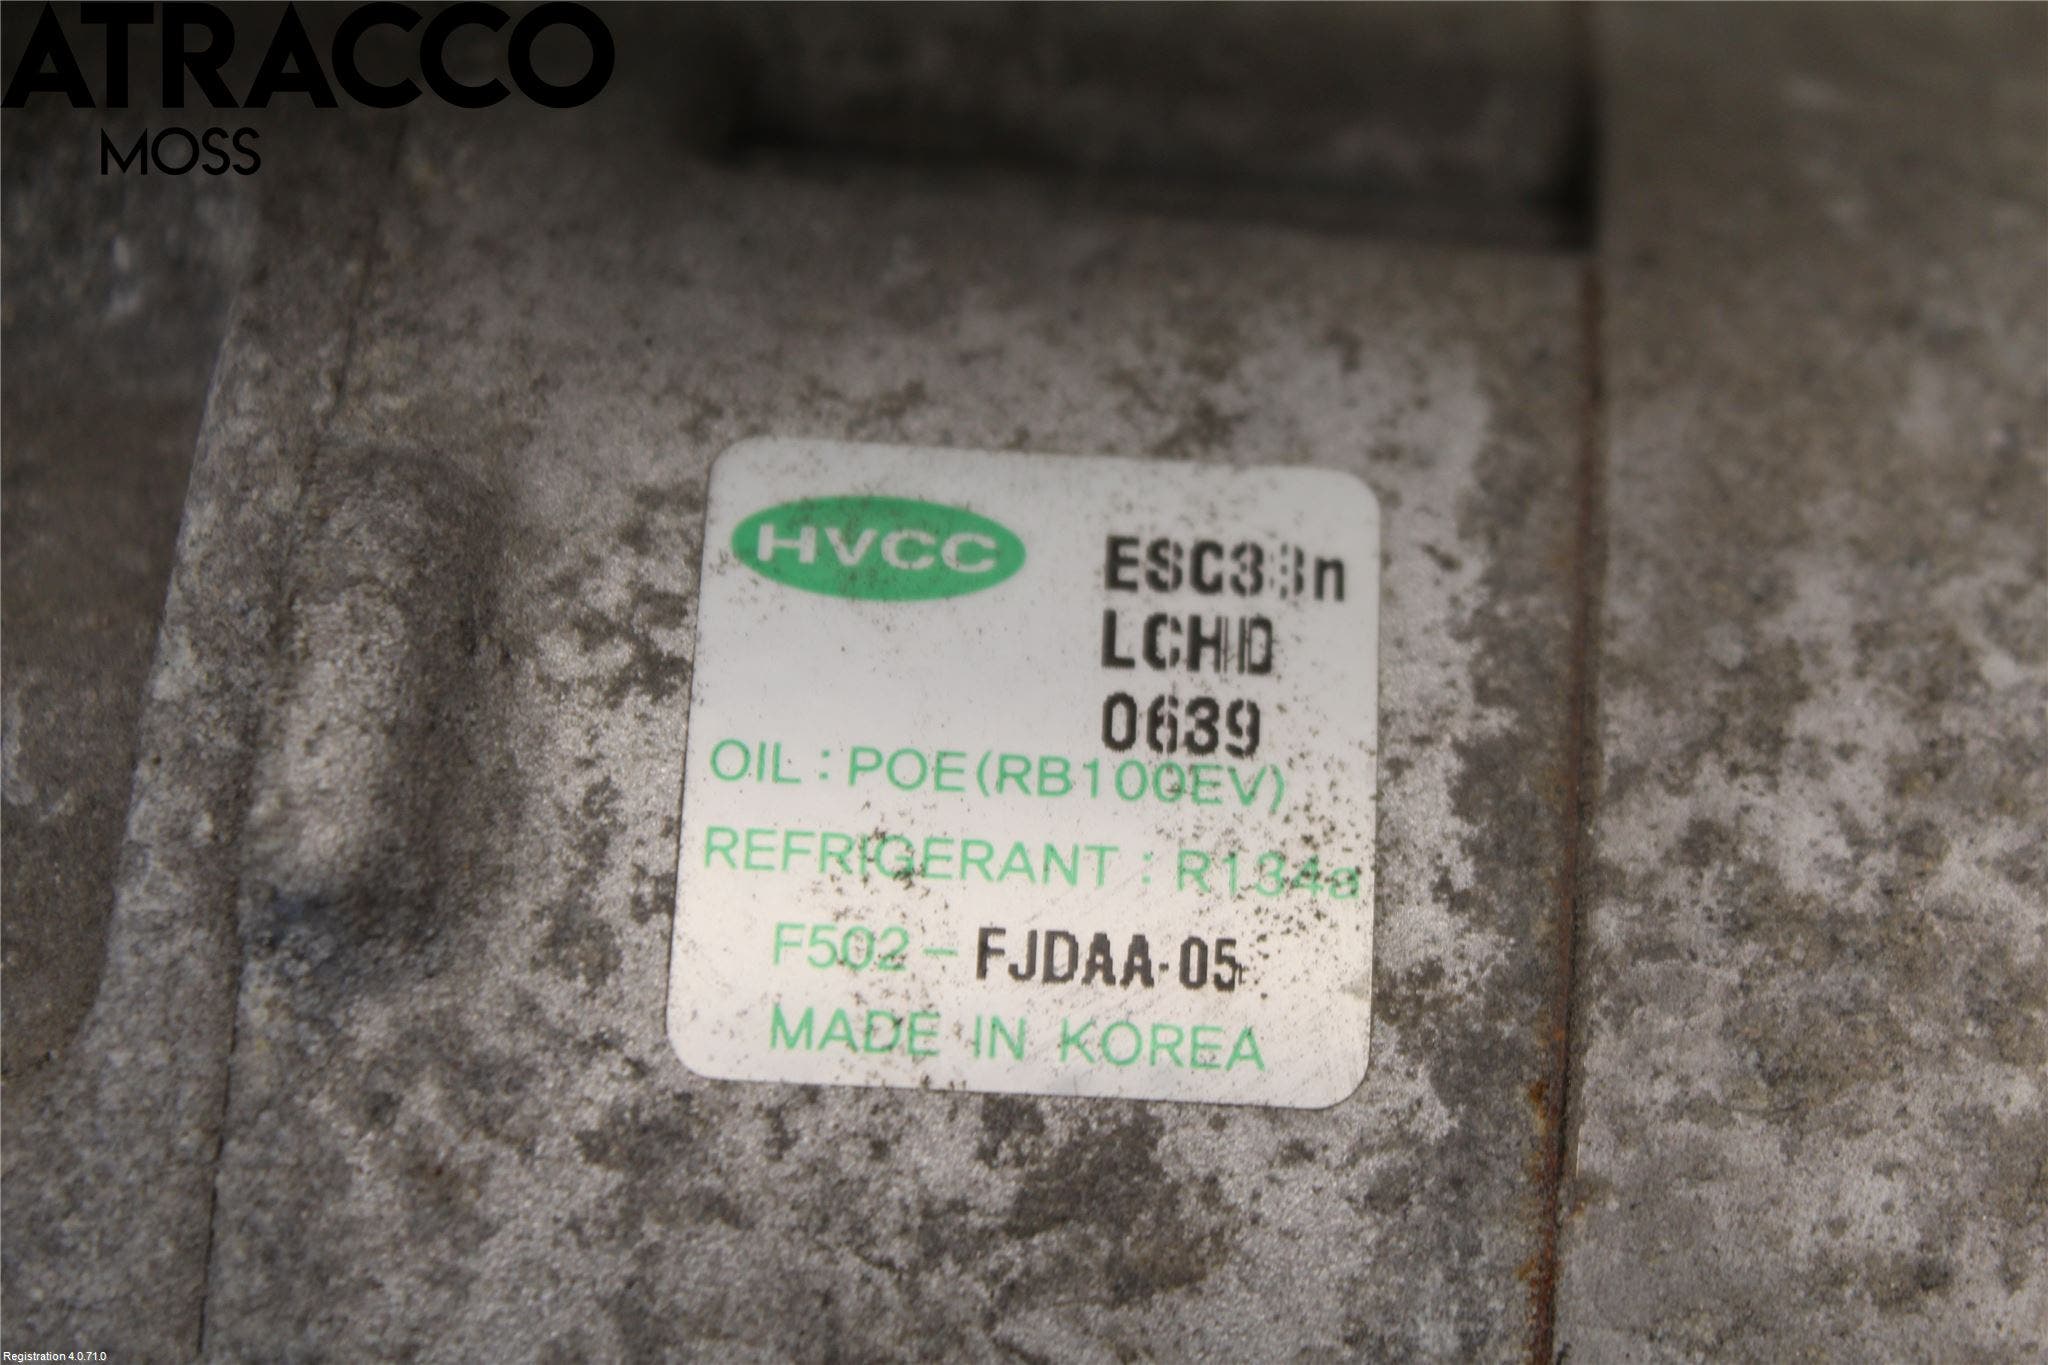 ATRACCO
MOSS
HVCC
ESC33n
LCHD
0639
OIL : POE(RB100EV)
REFRIGERANT : R134a
F502 - FJDAA-05
MADE IN KOREA
Registration 4.0.71.0